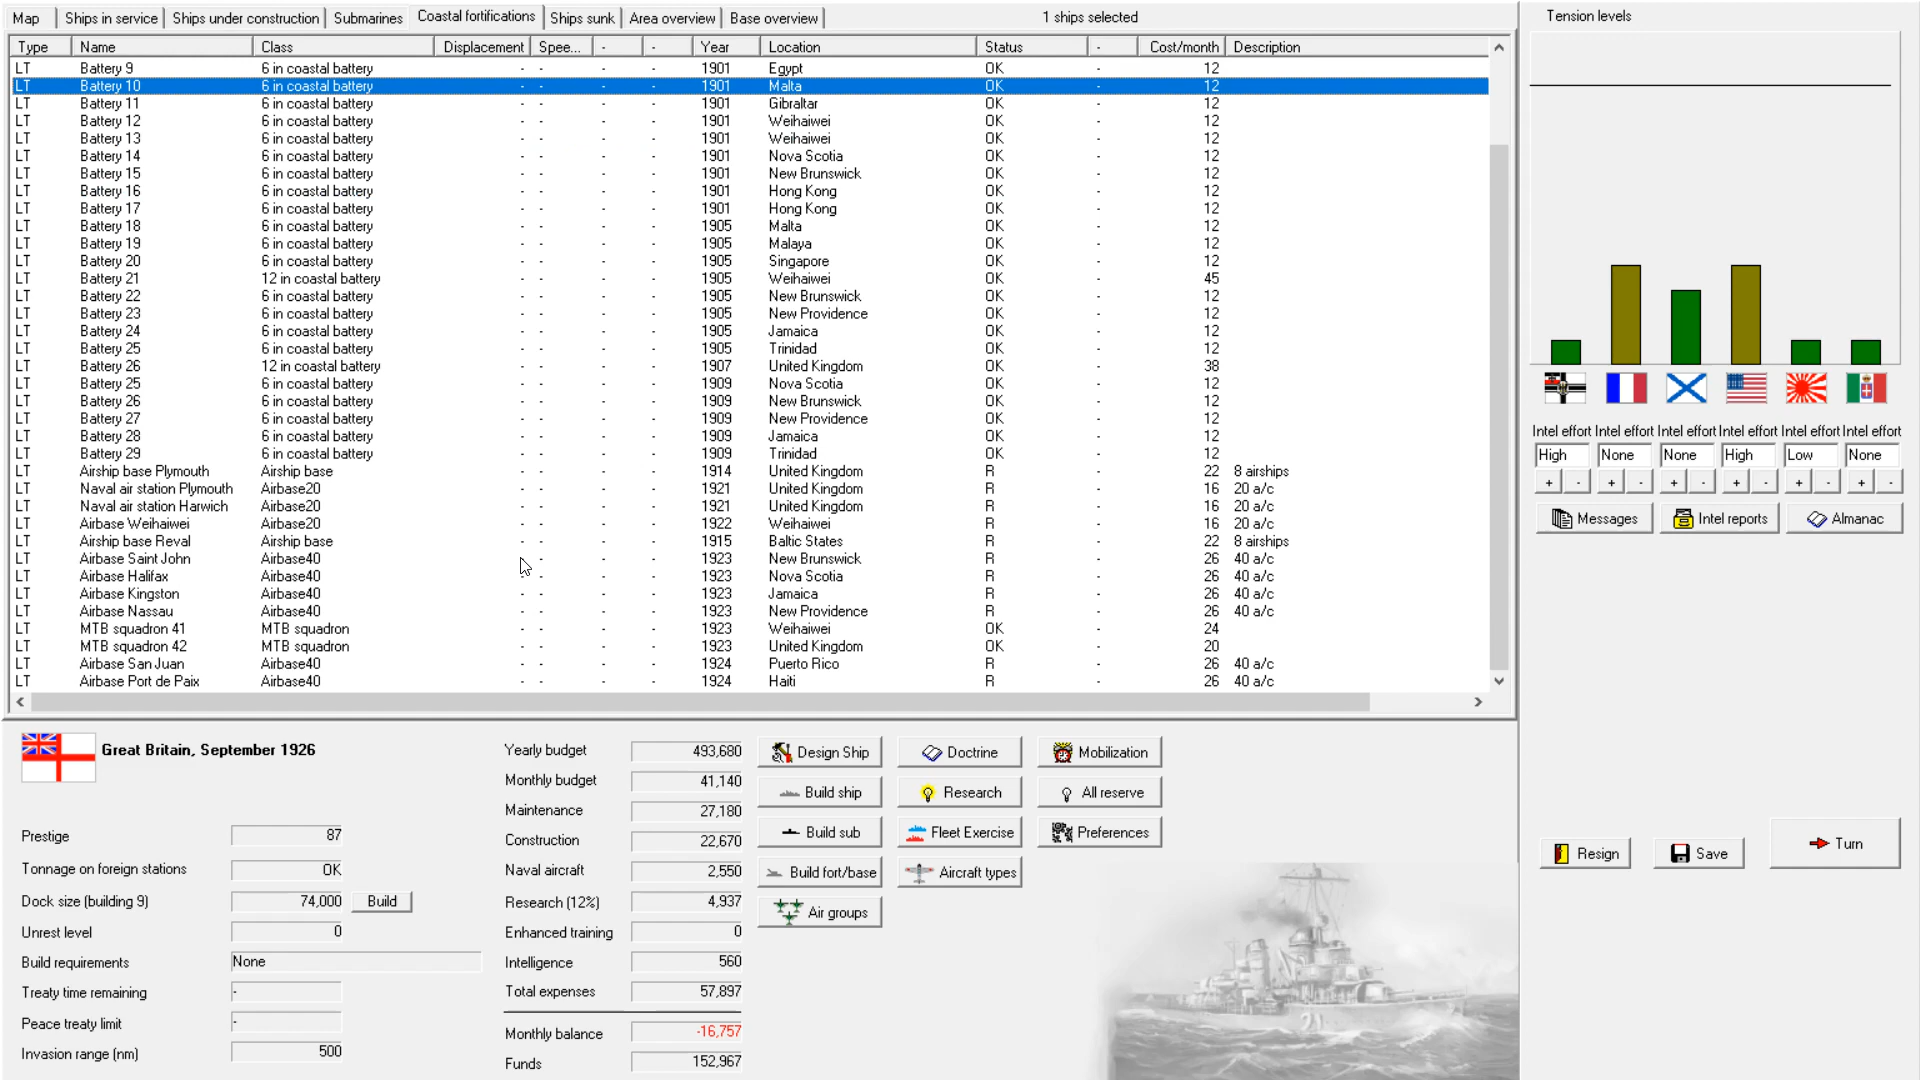 Map Ships in service Ships under construction Submarines Coastal fortifications Ships sunk Area overview Base overview 1 ships selected
Type Name Class Displacement Spee... - - Year Location Status - Cost/month Description
LT Battery 9 6 in coastal battery - - - - 1901 Egypt OK - 12
LT Battery 10 6 in coastal battery - - - - 1901 Malta OK - 12
LT Battery 11 6 in coastal battery - - - - 1901 Gibraltar OK - 12
LT Battery 12 6 in coastal battery - - - - 1901 Weihaiwei OK - 12
LT Battery 13 6 in coastal battery - - - - 1901 Weihaiwei OK - 12
LT Battery 14 6 in coastal battery - - - - 1901 Nova Scotia OK - 12
LT Battery 15 6 in coastal battery - - - - 1901 New Brunswick OK - 12
LT Battery 16 6 in coastal battery - - - - 1901 Hong Kong OK - 12
LT Battery 17 6 in coastal battery - - - - 1901 Hong Kong OK - 12
LT Battery 18 6 in coastal battery - - - - 1905 Malta OK - 12
LT Battery 19 6 in coastal battery - - - - 1905 Malaya OK - 12
LT Battery 20 6 in coastal battery - - - - 1905 Singapore OK - 12
LT Battery 21 12 in coastal battery - - - - 1905 Weihaiwei OK - 45
LT Battery 22 6 in coastal battery - - - - 1905 New Brunswick OK - 12
LT Battery 23 6 in coastal battery - - - - 1905 New Providence OK - 12
LT Battery 24 6 in coastal battery - - - - 1905 Jamaica OK - 12
LT Battery 25 6 in coastal battery - - - - 1905 Trinidad OK - 12
LT Battery 26 12 in coastal battery - - - - 1907 United Kingdom OK - 38
LT Battery 25 6 in coastal battery - - - - 1909 Nova Scotia OK - 12
LT Battery 26 6 in coastal battery - - - - 1909 New Brunswick OK - 12
LT Battery 27 6 in coastal battery - - - - 1909 New Providence OK - 12
LT Battery 28 6 in coastal battery - - - - 1909 Jamaica OK - 12
LT Battery 29 6 in coastal battery - - - - 1909 Trinidad OK - 12
LT Airship base Plymouth Airship base - - - - 1914 United Kingdom R - 22 8 airships
LT Naval air station Plymouth Airbase20 - - - - 1921 United Kingdom R - 16 20 a/c
LT Naval air station Harwich Airbase20 - - - - 1921 United Kingdom R - 16 20 a/c
LT Airbase Weihaiwei Airbase20 - - - - 1922 Weihaiwei R - 16 20 a/c
LT Airship base Reval Airship base - - - - 1915 Baltic States R - 22 8 airships
LT Airbase Saint John Airbase40 - - - - 1923 New Brunswick R - 26 40 a/c
LT Airbase Halifax Airbase40 - - - - 1923 Nova Scotia R - 26 40 a/c
LT Airbase Kingston Airbase40 - - - - 1923 Jamaica R - 26 40 a/c
LT Airbase Nassau Airbase40 - - - - 1923 New Providence R - 26 40 a/c
LT MTB squadron 41 MTB squadron - - - - 1923 Weihaiwei OK - 24
LT MTB squadron 42 MTB squadron - - - - 1923 United Kingdom OK - 20
LT Airbase San Juan Airbase40 - - - - 1924 Puerto Rico R - 26 40 a/c
LT Airbase Port de Paix Airbase40 - - - - 1924 Haiti R - 26 40 a/c
Great Britain, September 1926
Prestige 87
Tonnage on foreign stations OK
Dock size (building 9) 74,000 Build
Unrest level 0
Build requirements None
Treaty time remaining -
Peace treaty limit -
Invasion range (nm) 500
Yearly budget 493,680
Monthly budget 41,140
Maintenance 27,180
Construction 22,670
Naval aircraft 2,550
Research (12%) 4,937
Enhanced training 0
Intelligence 560
Total expenses 57,897
Monthly balance -16,757
Funds 152,967
Design Ship Doctrine Mobilization
Build ship Research All reserve
Build sub Fleet Exercise Preferences
Build fort/base Aircraft types
Air groups
21
Tension levels
Intel effort Intel effort Intel effort Intel effort Intel effort Intel effort
High None None High Low None
+ - + - + - + - + - + -
Messages Intel reports Almanac
Resign Save Turn